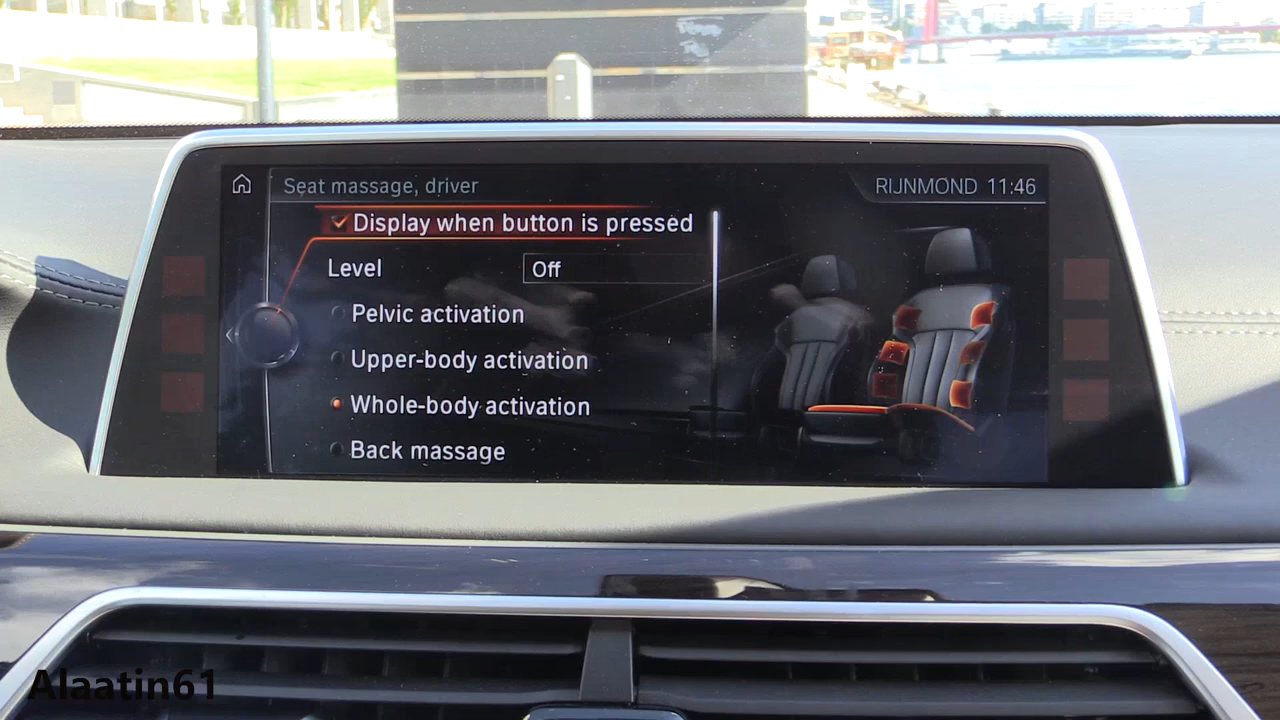 Seat massage, driver
RIJNMOND 11:46
Display when button is pressed
Level
Off
Pelvic activation
Upper-body activation
Whole-body activation
Back massage
Alaatin61